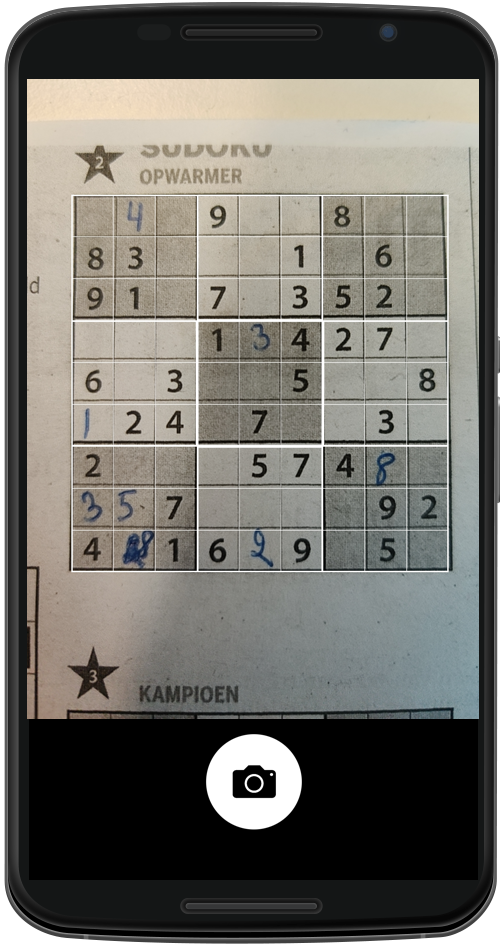 2
SUDOKU
OPWARMER
4 9 8
8 3 1 6
9 1 7 3 5 2
d
1 3 4 2 7
6 3 5 8
1 2 4 7 3
2 5 7 4 8
3 5 7 9 2
4 8 1 6 2 9 5
3
KAMPIOEN